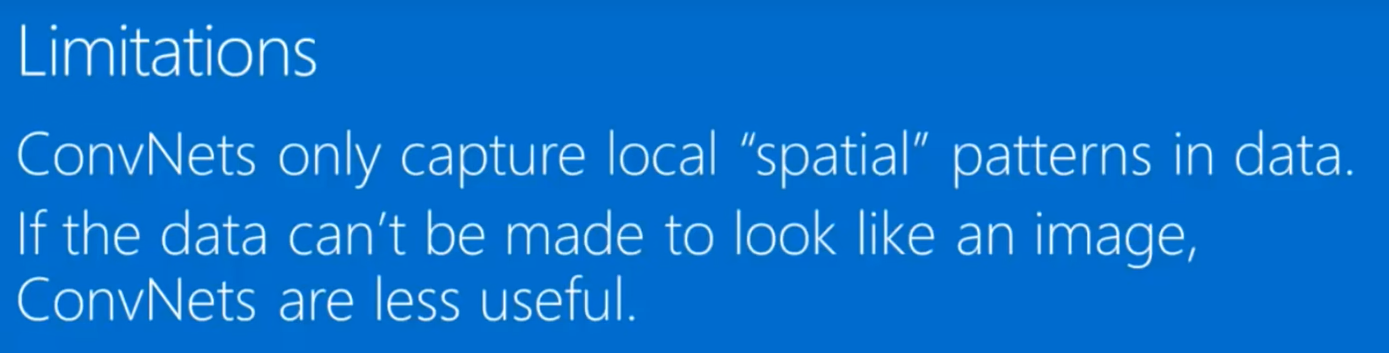 Limitations
ConvNets only capture local “spatial” patterns in data.
If the data can’t be made to look like an image,
ConvNets are less useful.